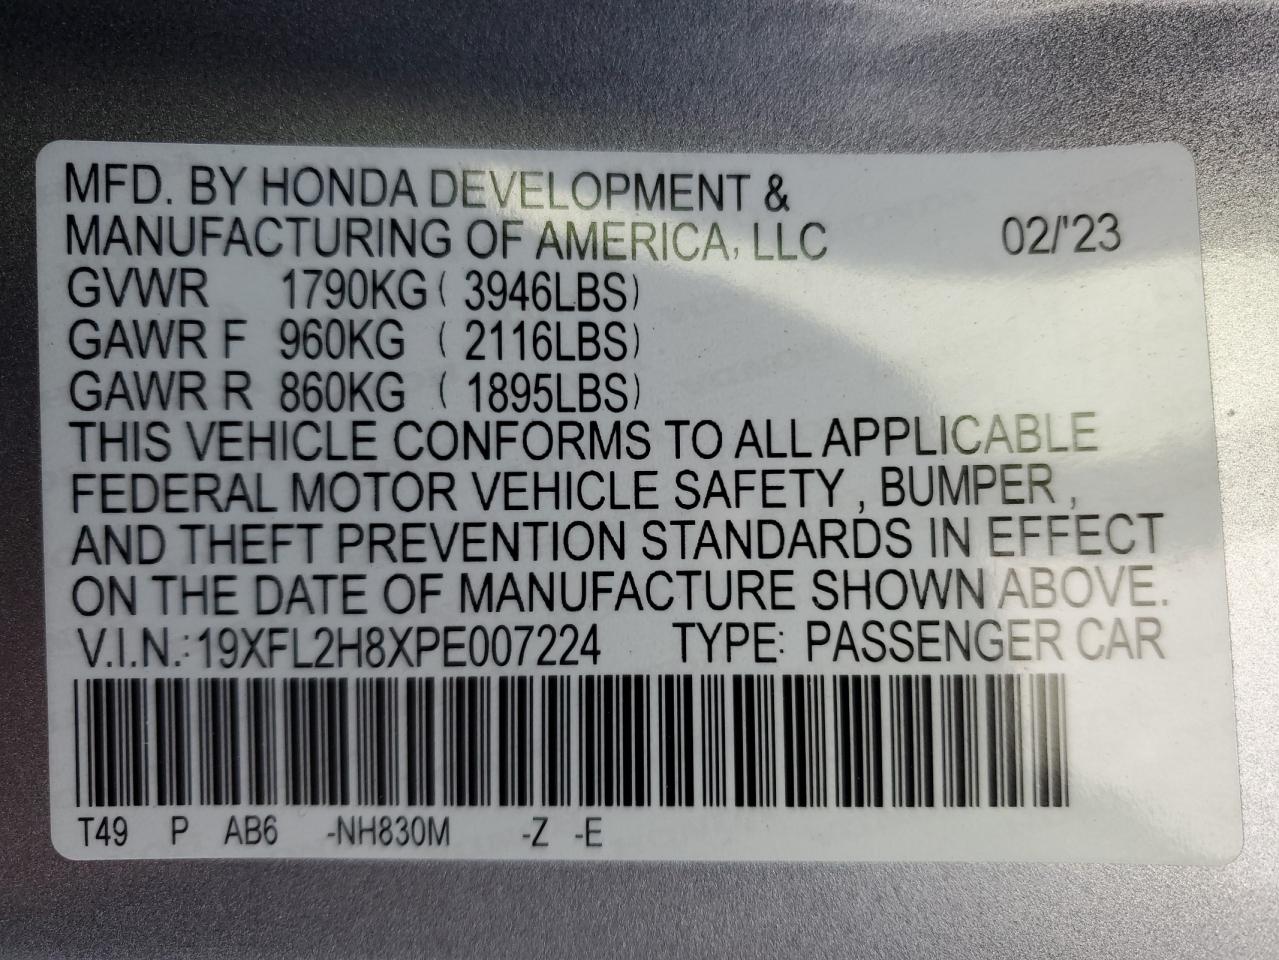 MFD. BY HONDA DEVELOPMENT &
MANUFACTURING OF AMERICA, LLC 02/'23
GVWR 1790KG ( 3946LBS)
GAWR F 960KG ( 2116LBS)
GAWR R 860KG ( 1895LBS)
THIS VEHICLE CONFORMS TO ALL APPLICABLE
FEDERAL MOTOR VEHICLE SAFETY , BUMPER ,
AND THEFT PREVENTION STANDARDS IN EFFECT
ON THE DATE OF MANUFACTURE SHOWN ABOVE.
V.I.N.: 19XFL2H8XPE007224 TYPE: PASSENGER CAR
T49 P AB6 -NH830M -Z -E